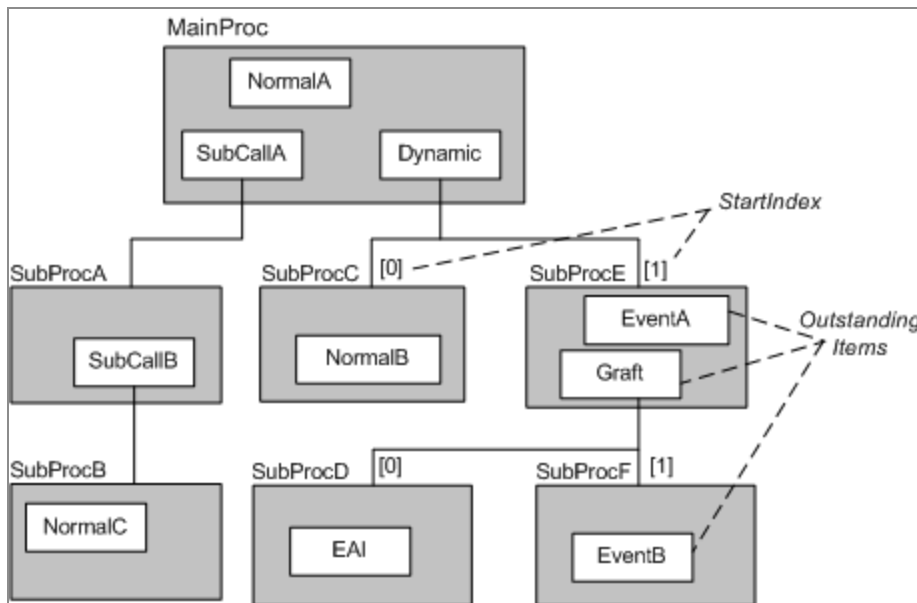 MainProc
NormalA
SubCallA
Dynamic
StartIndex
SubProcA
SubProcC
[0]
SubProcE
[1]
EventA
Outstanding
Items
SubCallB
NormalB
Graft
SubProcB
SubProcD
[0]
SubProcF
[1]
NormalC
EAI
EventB